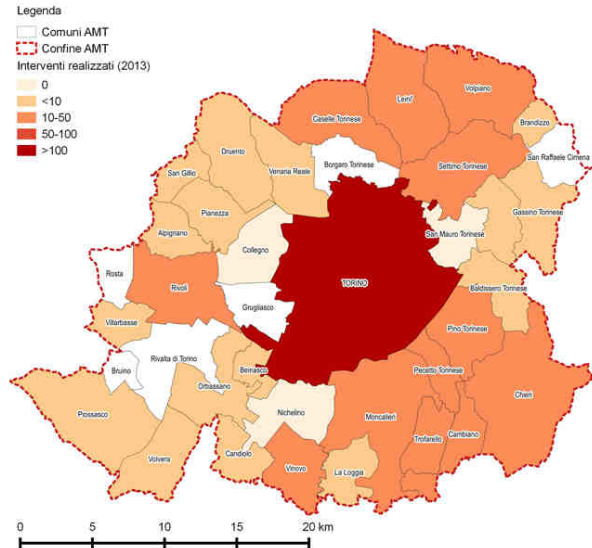 Legenda
Comuni AMT
Confine AMT
Interventi realizzati (2013)
0
<10
10-50
50-100
>100
Leinì
Volpiano
Caselle Torinese
Brandizzo
Druento
Borgaro Torinese
Settimo Torinese
San Raffaele Cimena
San Gillio
Venaria Reale
Pianezza
Gassino Torinese
Alpignano
Collegno
San Mauro Torinese
Rosta
Rivoli
TORINO
Baldissero Torinese
Grugliasco
Villarbasse
Pino Torinese
Rivalta di Torino
Bruino
Beinasco
Pecetto Torinese
Orbassano
Chieri
Piossasco
Nichelino
Moncalieri
Trofarello
Cambiano
Volvera
Candiolo
Vinovo
La Loggia
0 5 10 15 20 km